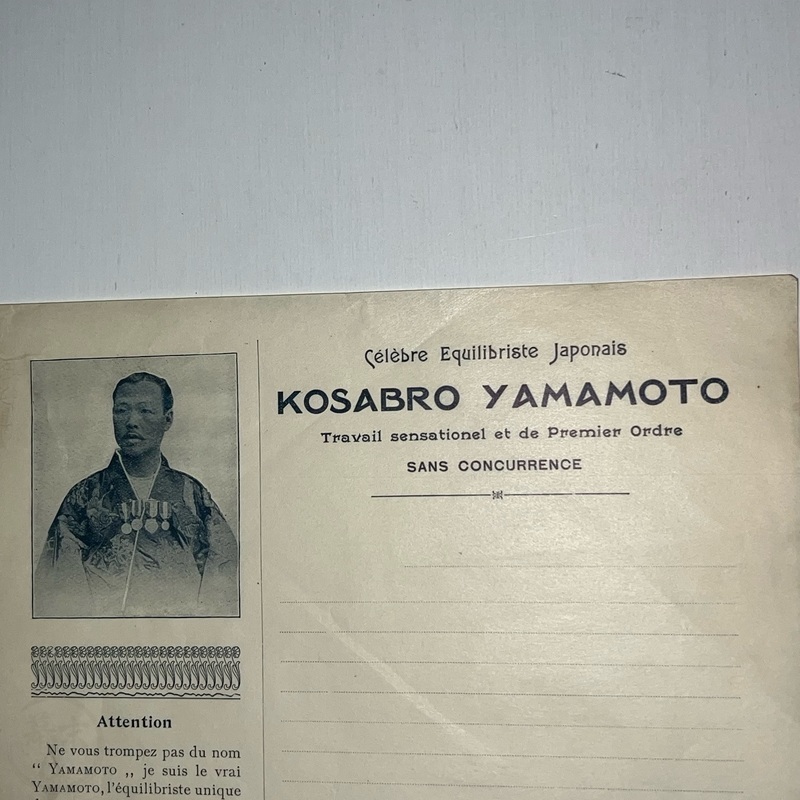 Célèbre Equilibriste Japonais
KOSABRO YAMAMOTO
Travail sensationel et de Premier Ordre
SANS CONCURRENCE
Attention
Ne vous trompez pas du nom
“ YAMAMOTO ,, je suis le vrai
YAMAMOTO, l'équilibriste unique